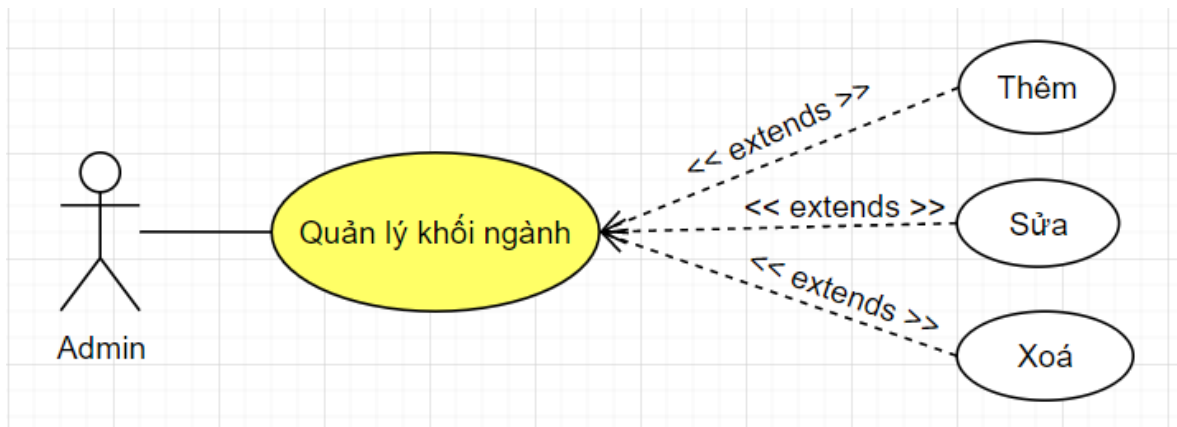 << extends >>
Thêm
<< extends >>
Sửa
Quản lý khối ngành
<< extends >>
Xoá
Admin